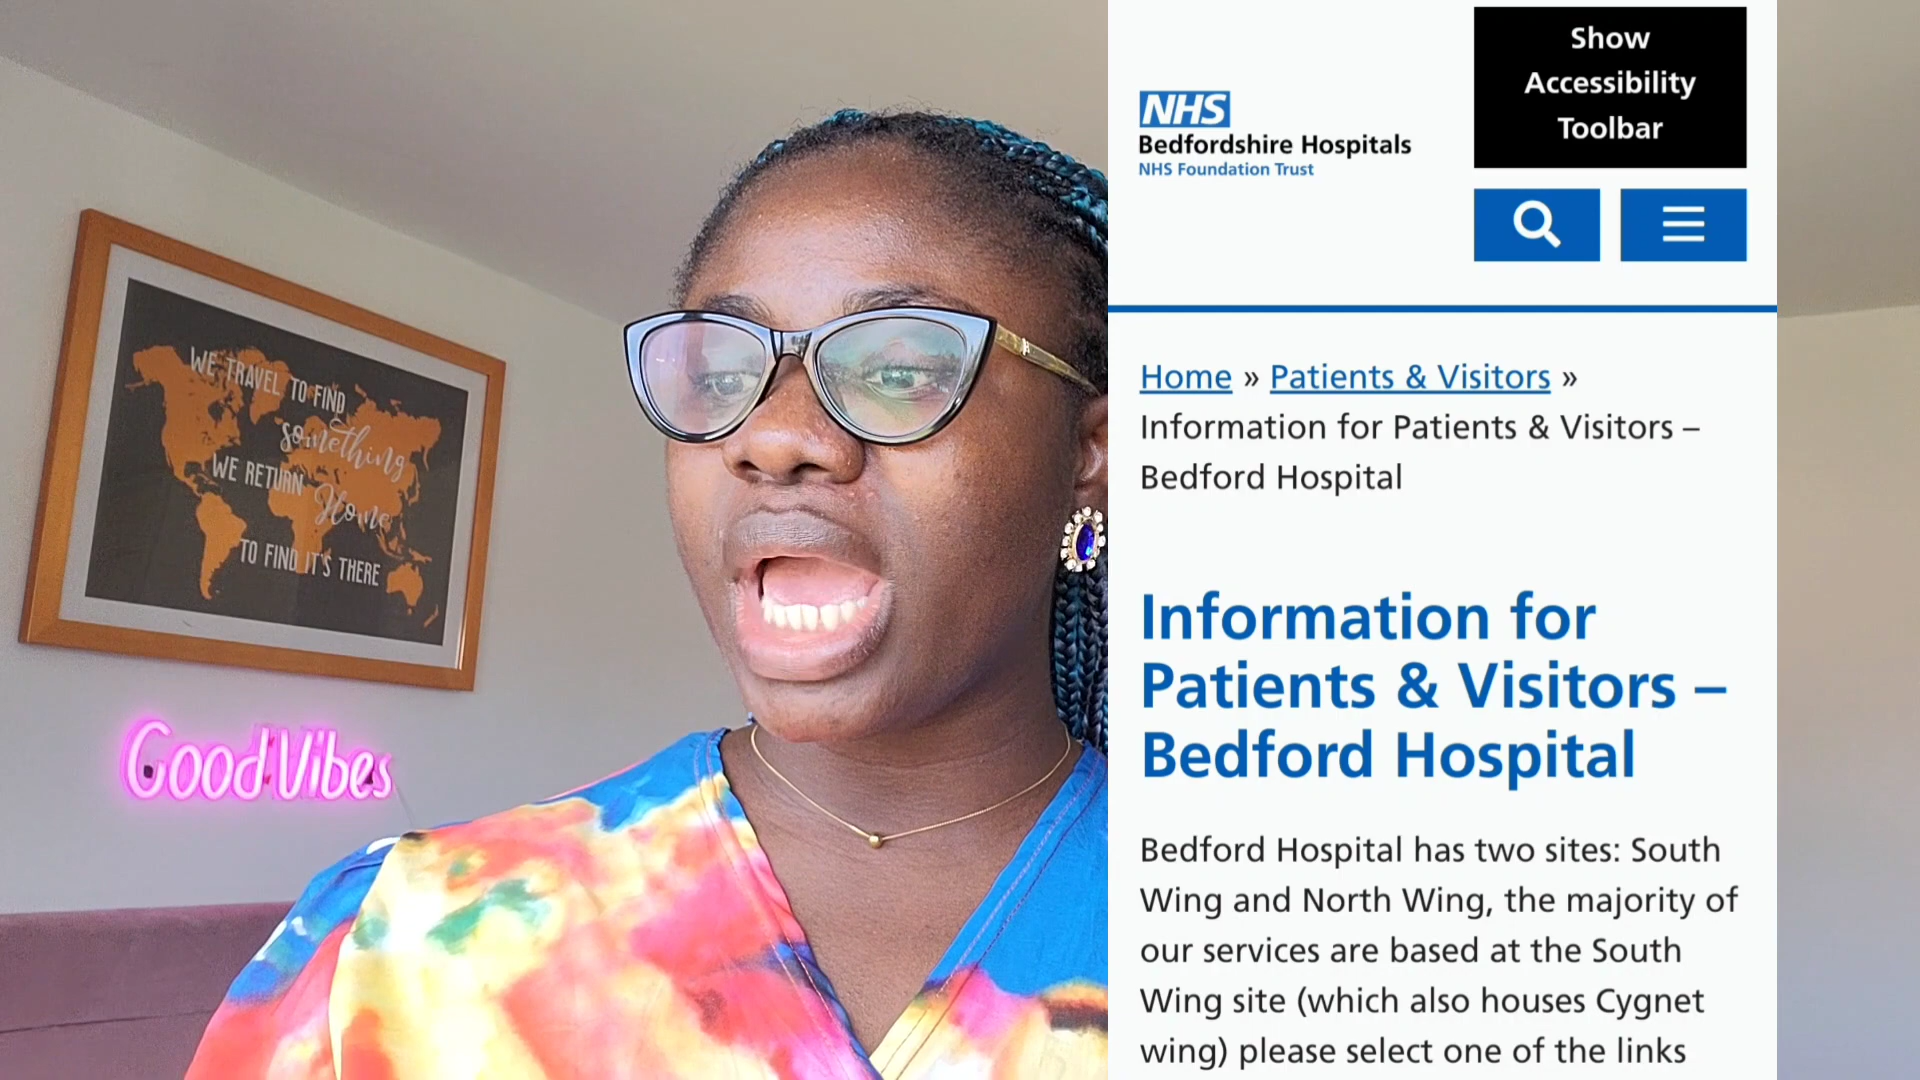 WE TRAVEL TO FIND
something
WE RETURN
Home
TO FIND IT'S THERE
Good Vibes
Show
Accessibility
Toolbar
NHS
Bedfordshire Hospitals
NHS Foundation Trust
Home » Patients & Visitors »
Information for Patients & Visitors –
Bedford Hospital
Information for
Patients & Visitors –
Bedford Hospital
Bedford Hospital has two sites: South
Wing and North Wing, the majority of
our services are based at the South
Wing site (which also houses Cygnet
wing) please select one of the links